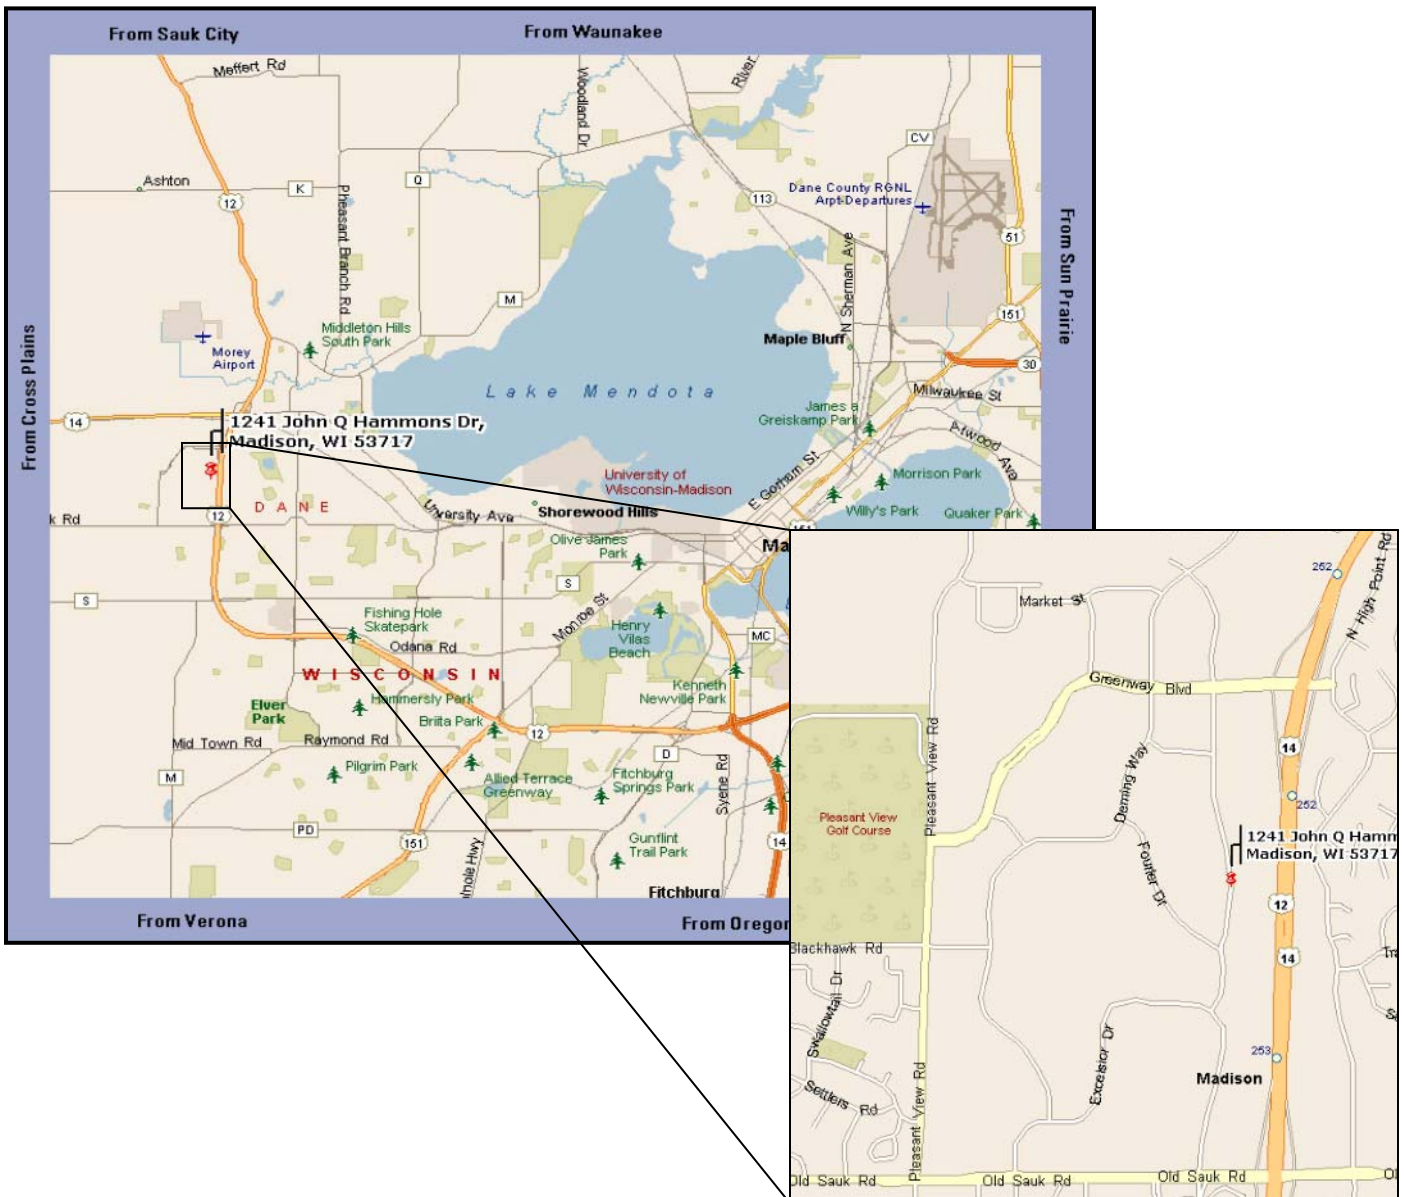 From Sauk City
From Waunakee
From Cross Plains
From Sun Prairie
Meffert Rd
Woodland Dr
River
CV
Ashton
K
Q
12
Pheasant Branch Rd
113
Dane County RGNL
Arpt-Departures
51
N Sherman Ave
M
151
Middleton Hills
South Park
Morey
Airport
Maple Bluff
30
Lake Mendota
Milwaukee St
James a
Greiskamp Park
14
1241 John Q Hammons Dr,
Madison, WI 53717
Atwood Ave
E Gorham St
University of
Wisconsin-Madison
Morrison Park
DANE
University Ave
Shorewood Hills
Willy's Park
Quaker Park
k Rd
12
151
Olive James
Park
Ma
S
S
Fishing Hole
Skatepark
Monroe St
Henry
Vilas
Beach
MC
Odana Rd
WISCONSIN
Kenneth
Newville Park
Hammersly Park
Elver
Park
Briita Park
12
Mid Town Rd
Raymond Rd
D
M
Pilgrim Park
Allied Terrace
Greenway
Fitchburg
Springs Park
Syene Rd
PD
151
Gunflint
Trail Park
14
Fitchburg
From Verona
From Oregon
262
N High Point Rd
Market St
Greenway Blvd
Pleasant View Rd
14
Deming Way
252
Pleasant View
Golf Course
1241 John Q Hamm
Madison, WI 53717
Fourier Dr
12
Blackhawk Rd
14
Swallowtail Dr
Excelsior Dr
253
Madison
Settlers Rd
Pleasant View Rd
Old Sauk Rd
Old Sauk Rd
Old Sauk Rd
Ol